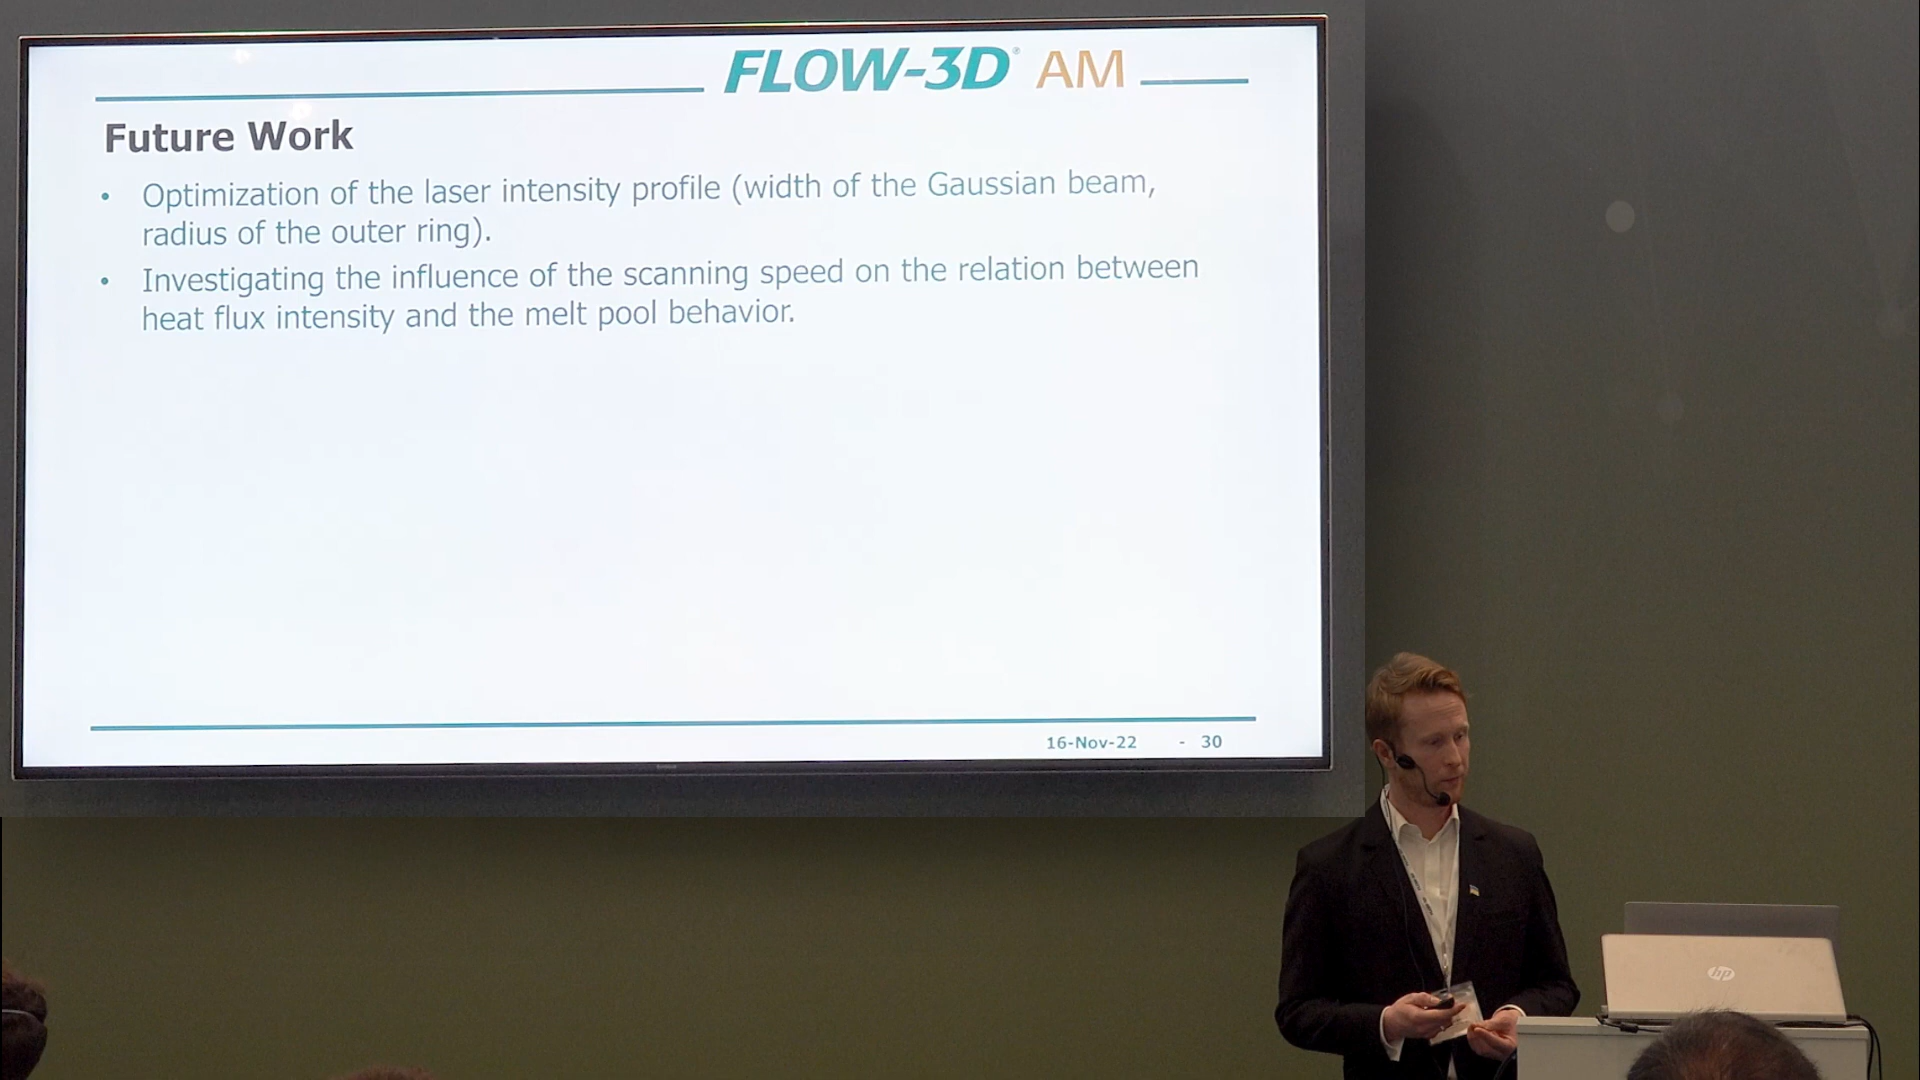 FLOW-3D® AM
Future Work
• Optimization of the laser intensity profile (width of the Gaussian beam,
radius of the outer ring).
• Investigating the influence of the scanning speed on the relation between
heat flux intensity and the melt pool behavior.
16-Nov-22 - 30
hp